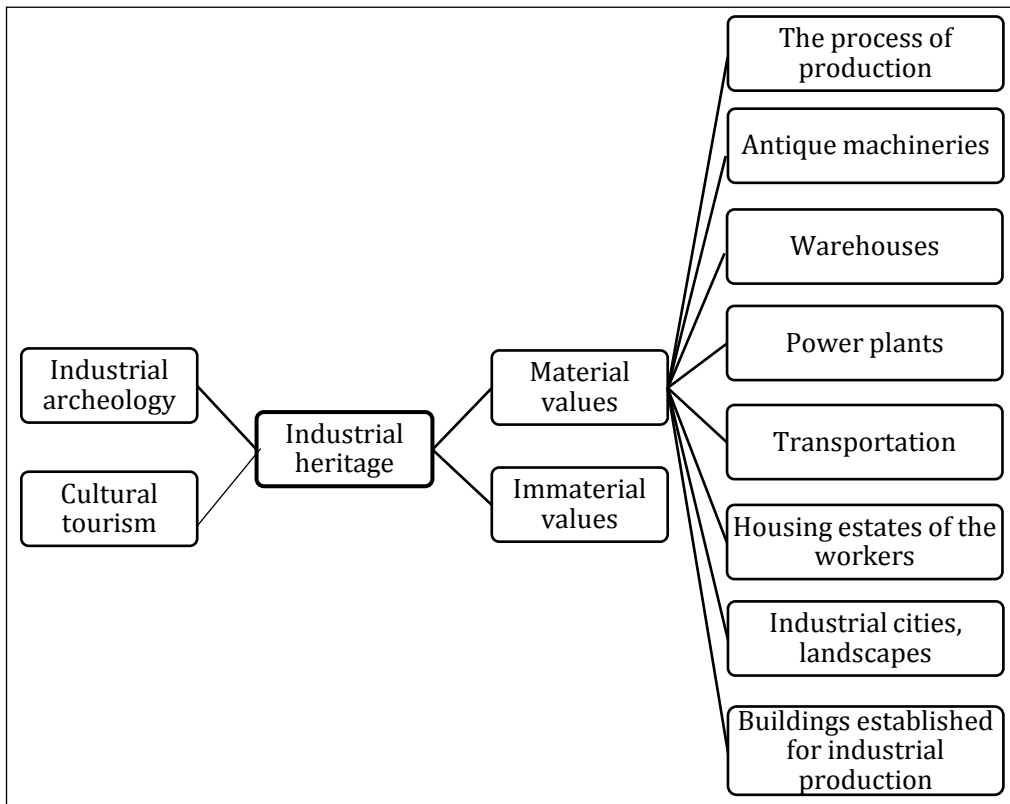 Industrial
archeology
Cultural
tourism
Industrial
heritage
Material
values
Immaterial
values
The process of
production
Antique machineries
Warehouses
Power plants
Transportation
Housing estates of the
workers
Industrial cities,
landscapes
Buildings established
for industrial
production